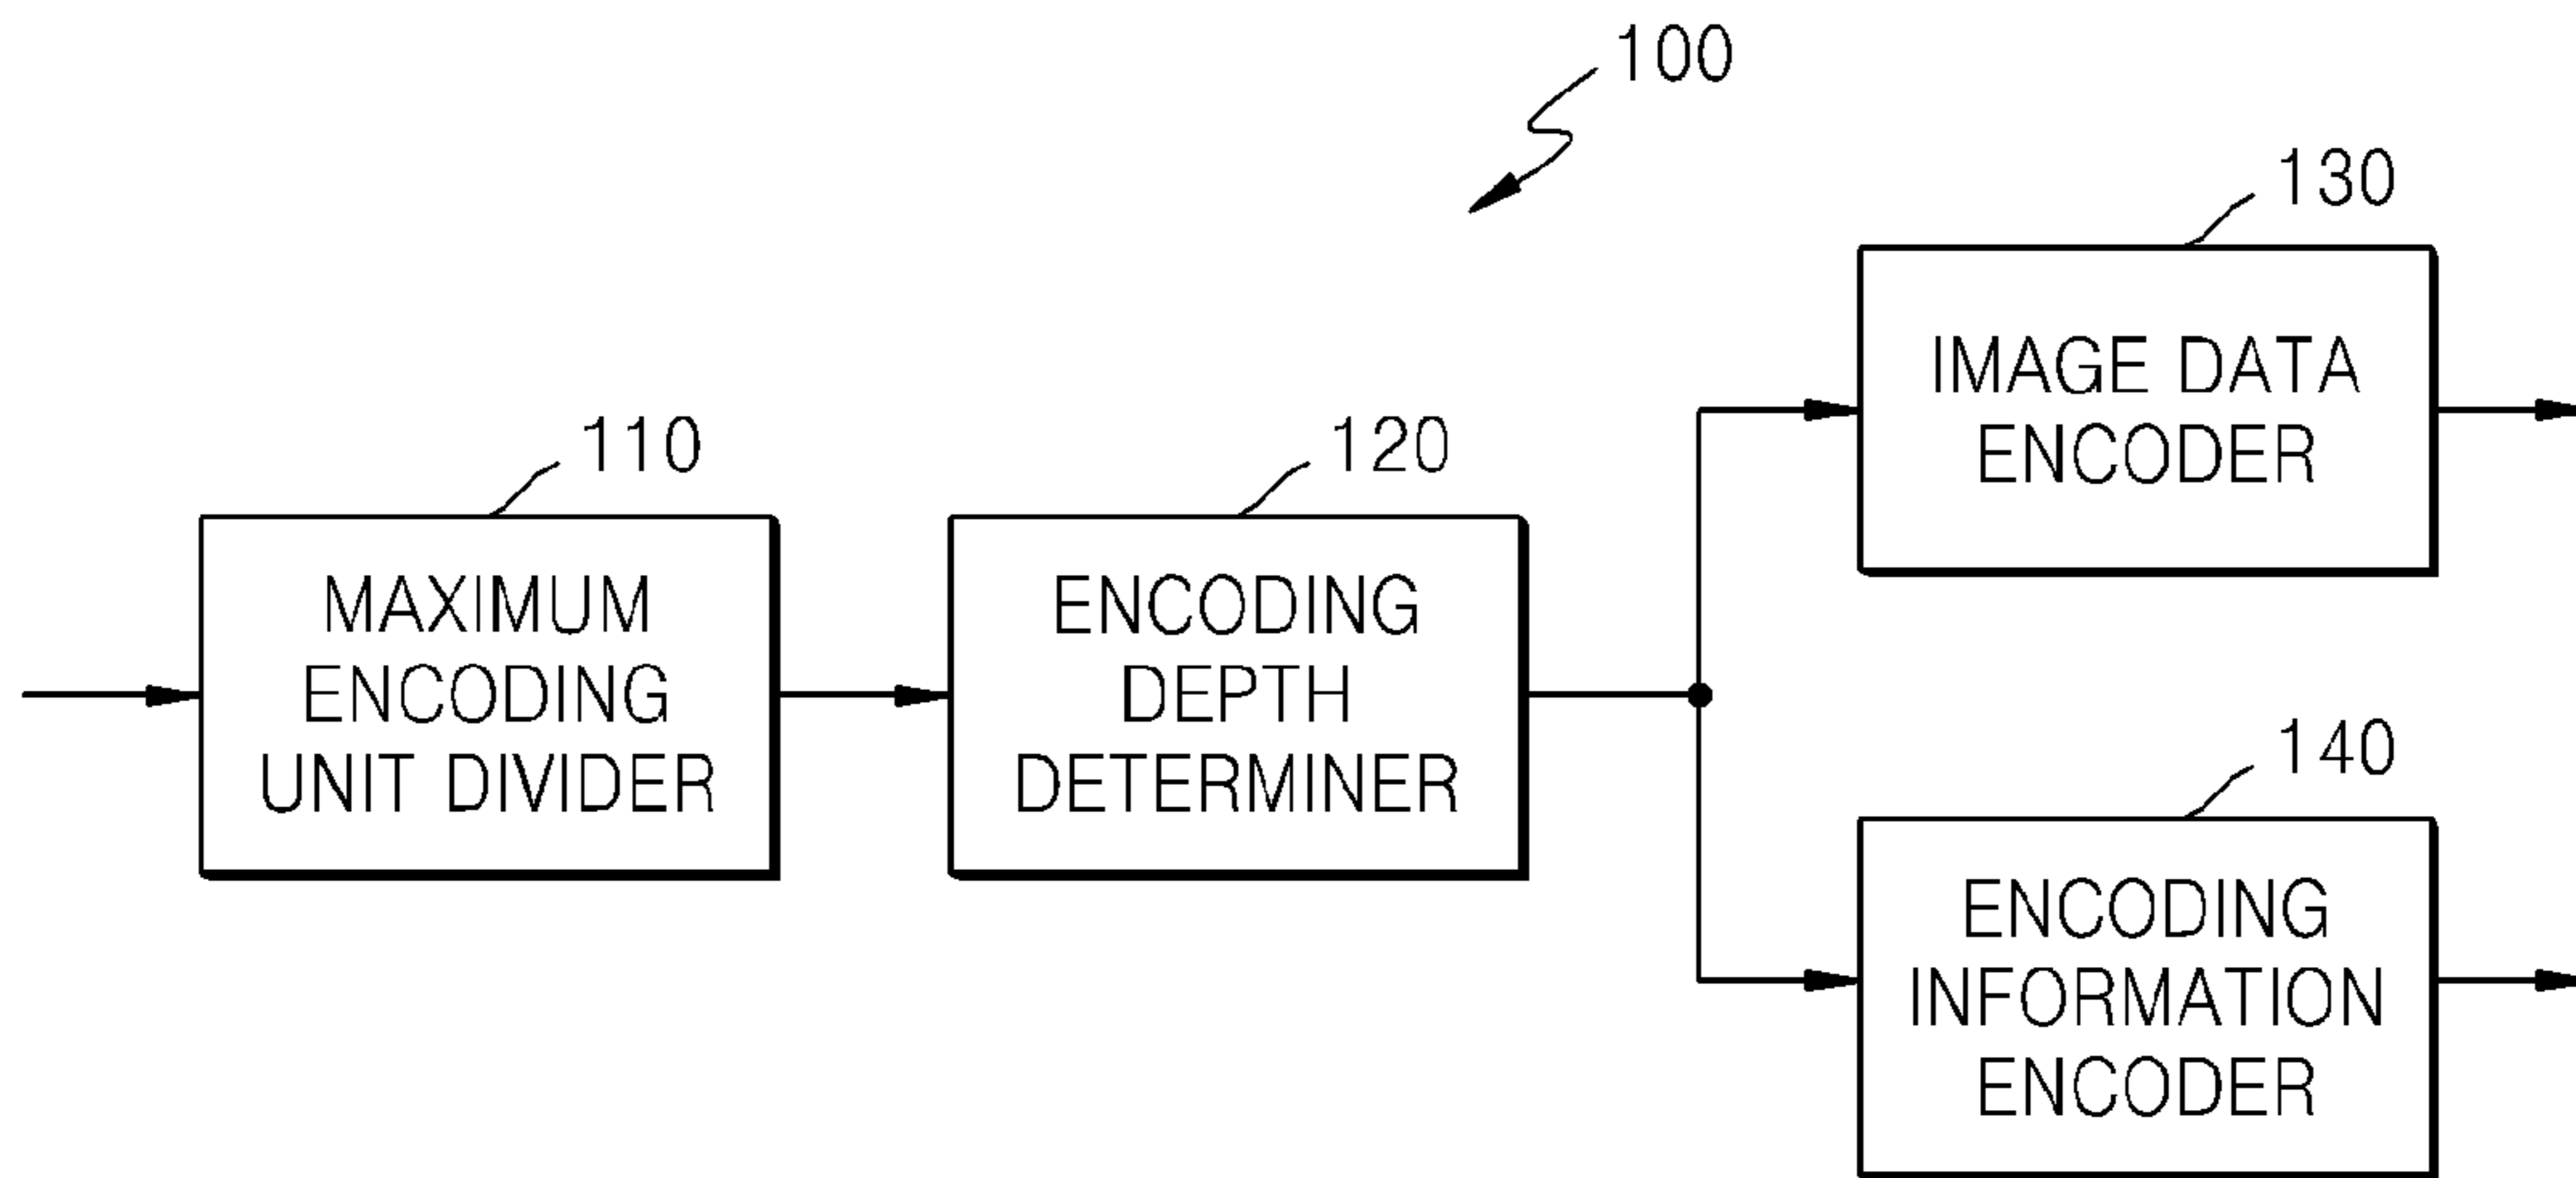 100
110
MAXIMUM
ENCODING
UNIT DIVIDER
120
ENCODING
DEPTH
DETERMINER
130
IMAGE DATA
ENCODER
140
ENCODING
INFORMATION
ENCODER